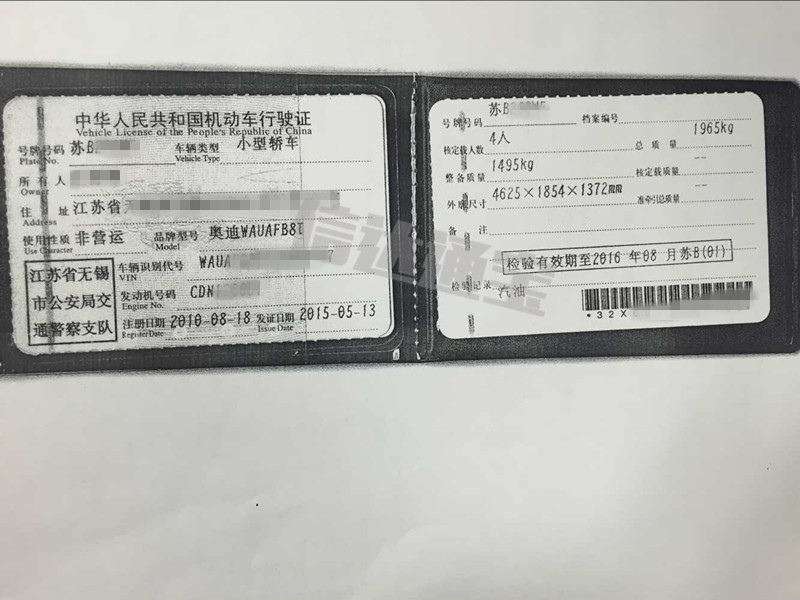 中华人民共和国机动车行驶证
Vehicle License of the People's Republic of China
号牌号码 苏B 车辆类型 小型轿车
Plate No. Vehicle Type
所有人
Owner
住址 江苏省
Address
使用性质 非营运 品牌型号 奥迪WAUAFB8T
Use Character Model
江苏省无锡
市公安局交
通警察支队
车辆识别代号 WAUA 7
VIN
发动机号码 CDN
Engine No.
注册日期 2010-08-18 发证日期 2015-05-13
Register Date Issue Date
号牌号码 苏B 档案编号
核定载人数 4人 总质量 1965kg
整备质量 1495kg 核定载质量 --
外廓尺寸 4625×1854×1372 准牵引总质量 --
备注
检验有效期至2016年08月苏B(01)
检验记录 汽油
*32X
信逸通宝